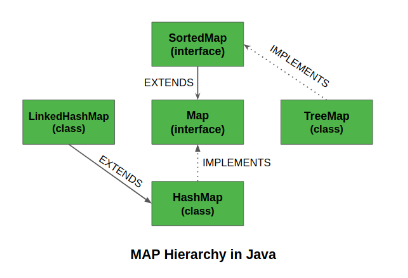 SortedMap
(interface)
IMPLEMENTS
EXTENDS
LinkedHashMap
(class)
Map
(interface)
TreeMap
(class)
EXTENDS
IMPLEMENTS
HashMap
(class)
MAP Hierarchy in Java